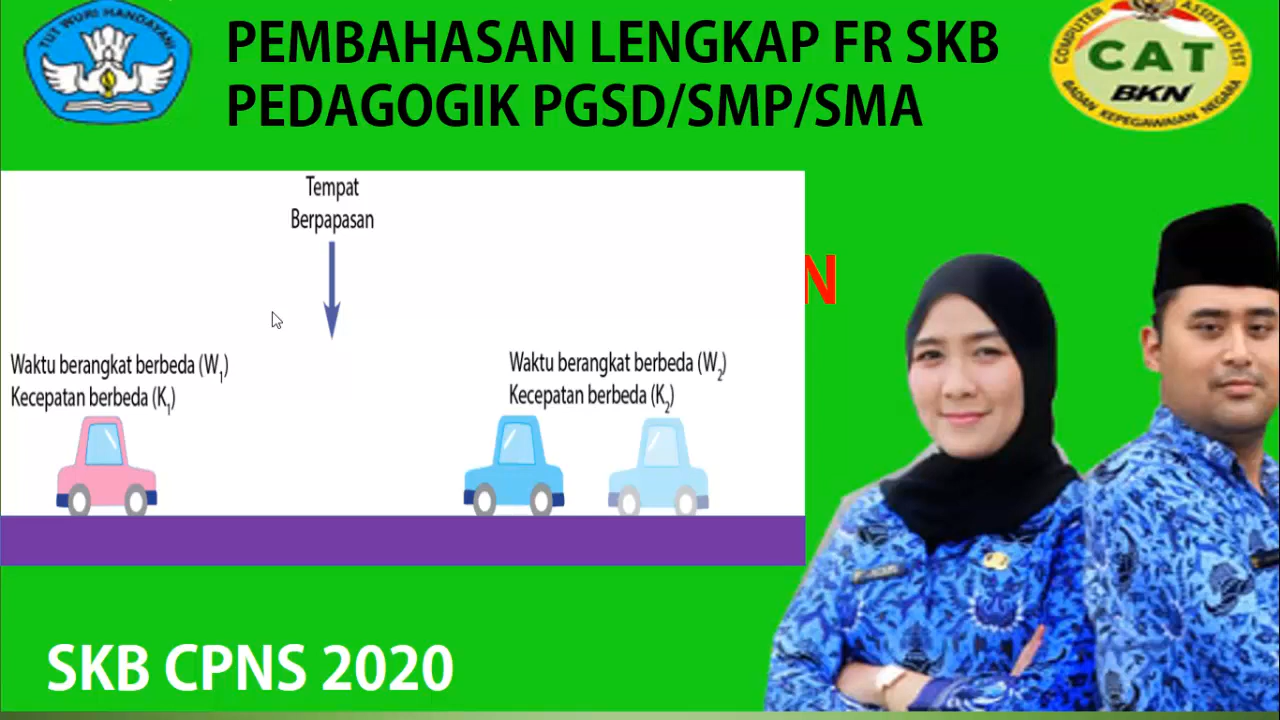 PEMBAHASAN LENGKAP FR SKB
PEDAGOGIK PGSD/SMP/SMA
TUT WURI HANDAYANI
COMPUTER ASSISTED TEST
CAT
BKN
BADAN KEPEGAWAIAN NEGARA
Tempat
Berpapasan
N
Waktu berangkat berbeda (W₁)
Kecepatan berbeda (K₁)
Waktu berangkat berbeda (W₂)
Kecepatan berbeda (K₂)
SKB CPNS 2020